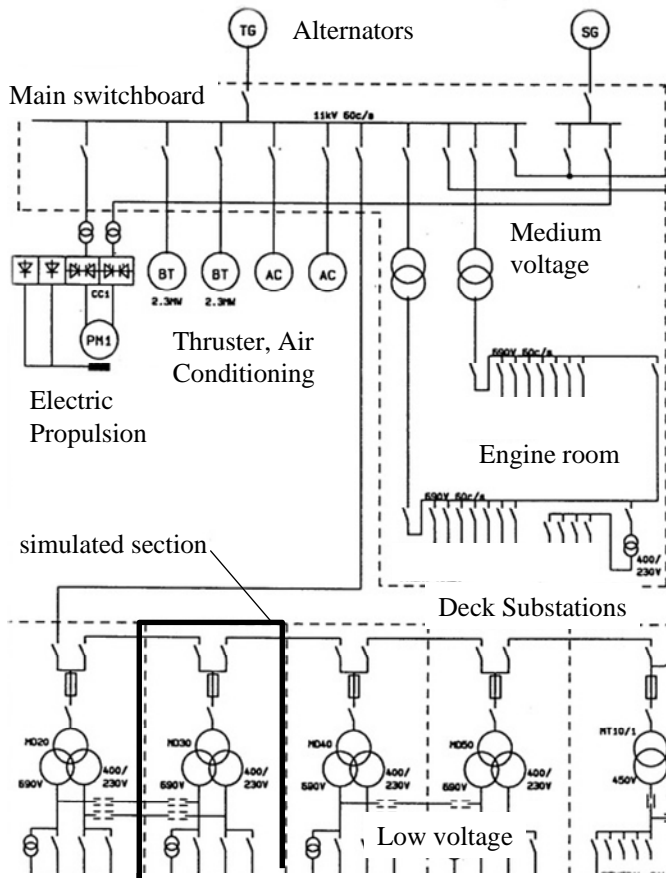 TG
Alternators
SG
Main switchboard
11kV 60c/s
Medium
voltage
BT
BT
AC
AC
CC1
2.3MW
2.3MW
PM1
Thruster, Air
Conditioning
690V 60c/s
Electric
Propulsion
Engine room
690V 60c/s
simulated section
400/
230V
Deck Substations
MD20
MD30
MD40
MD50
MT10/1
690V
400/
230V
690V
400/
230V
690V
400/
230V
690V
400/
230V
450V
Low voltage